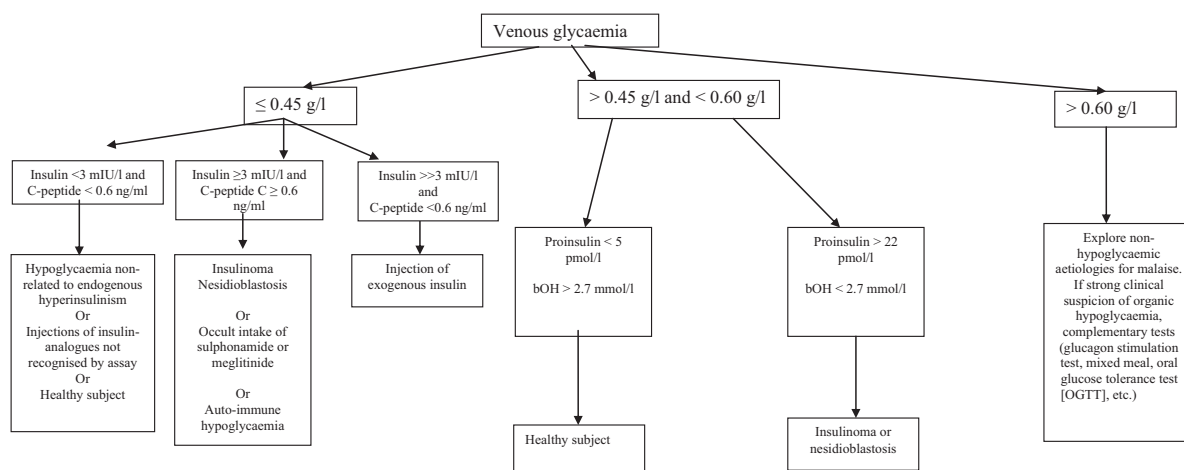 Venous glycaemia
≤ 0.45 g/l
> 0.45 g/l and < 0.60 g/l
> 0.60 g/l
Insulin <3 mIU/l and
C-peptide < 0.6 ng/ml
Insulin ≥3 mIU/l and
C-peptide C ≥ 0.6
ng/ml
Insulin >>3 mIU/l
and
C-peptide <0.6 ng/ml
Hypoglycaemia non-
related to endogenous
hyperinsulinism
Or
Injections of insulin-
analogues not
recognised by assay
Or
Healthy subject
Insulinoma
Nesidioblastosis
Or
Occult intake of
sulphonamide or
meglitinide
Or
Auto-immune
hypoglycaemia
Injection of
exogenous insulin
Proinsulin < 5
pmol/l
bOH > 2.7 mmol/l
Proinsulin > 22
pmol/l
bOH < 2.7 mmol/l
Explore non-
hypoglycaemic
aetiologies for malaise.
If strong clinical
suspicion of organic
hypoglycaemia,
complementary tests
(glucagon stimulation
test, mixed meal, oral
glucose tolerance test
[OGTT], etc.)
Healthy subject
Insulinoma or
nesidioblastosis